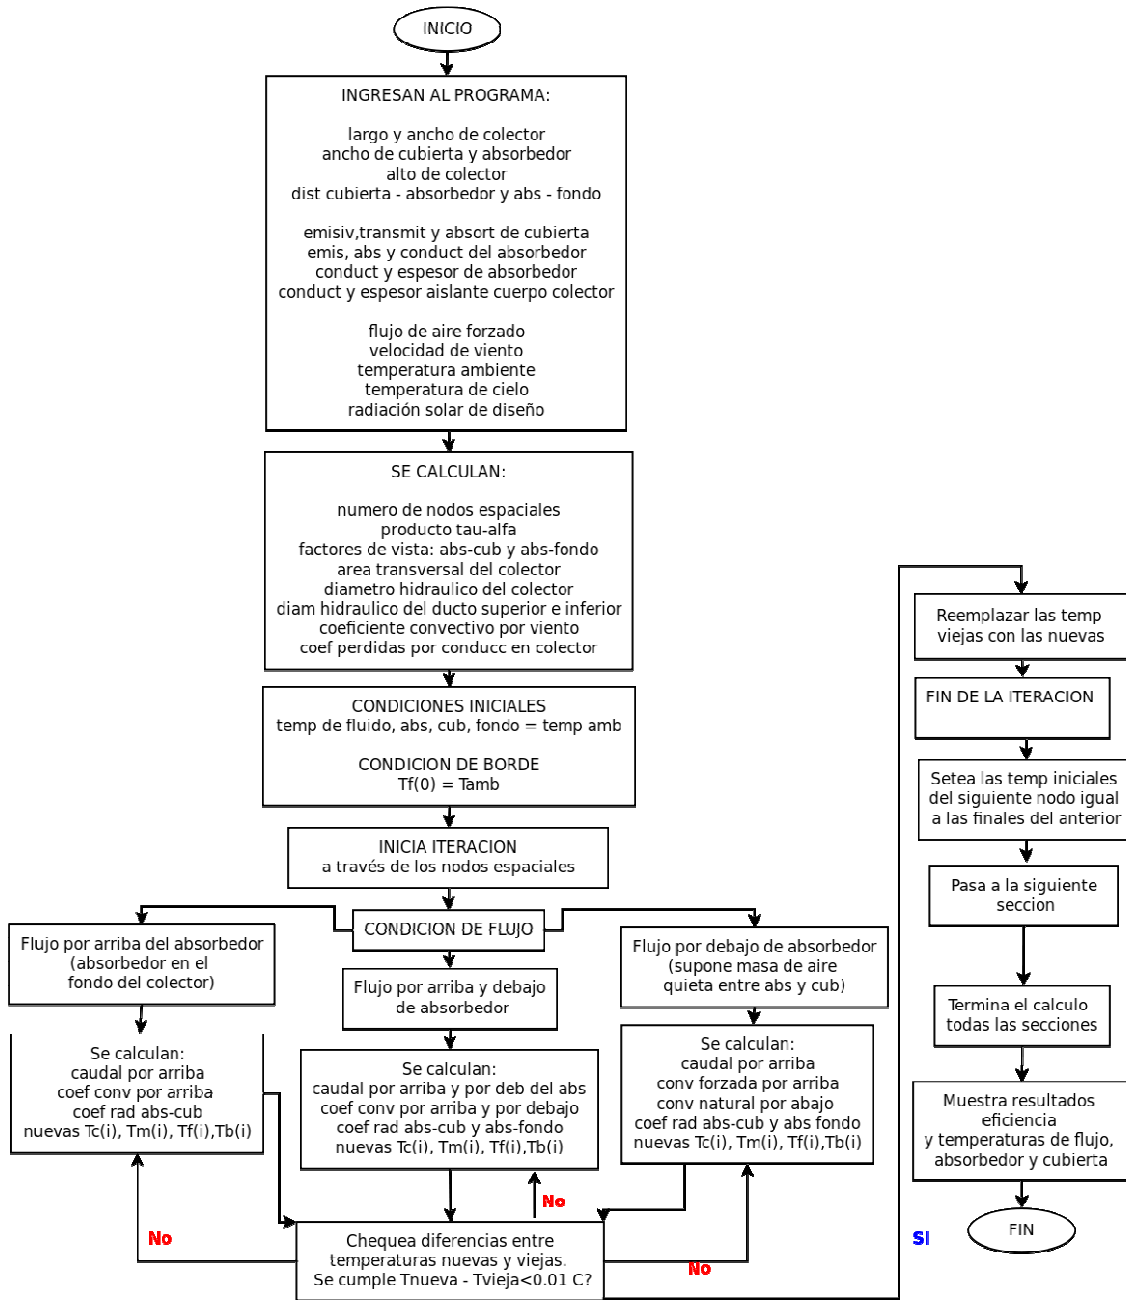 INICIO
INGRESAN AL PROGRAMA:
largo y ancho de colector
ancho de cubierta y absorbedor
alto de colector
dist cubierta - absorbedor y abs - fondo
emisiv,transmit y absort de cubierta
emis, abs y conduct del absorbedor
conduct y espesor de absorbedor
conduct y espesor aislante cuerpo colector
flujo de aire forzado
velocidad de viento
temperatura ambiente
temperatura de cielo
radiación solar de diseño
SE CALCULAN:
numero de nodos espaciales
producto tau-alfa
factores de vista: abs-cub y abs-fondo
area transversal del colector
diametro hidraulico del colector
diam hidraulico del ducto superior e inferior
coeficiente convectivo por viento
coef perdidas por conducc en colector
CONDICIONES INICIALES
temp de fluido, abs, cub, fondo = temp amb
CONDICION DE BORDE
Tf(0) = Tamb
INICIA ITERACION
a través de los nodos espaciales
CONDICION DE FLUJO
Flujo por arriba del absorbedor
(absorbedor en el
fondo del colector)
Flujo por arriba y debajo
de absorbedor
Flujo por debajo de absorbedor
(supone masa de aire
quieta entre abs y cub)
Se calculan:
caudal por arriba
coef conv por arriba
coef rad abs-cub
nuevas Tc(i), Tm(i), Tf(i),Tb(i)
Se calculan:
caudal por arriba y por deb del abs
coef conv por arriba y por debajo
coef rad abs-cub y abs-fondo
nuevas Tc(i), Tm(i), Tf(i),Tb(i)
Se calculan:
caudal por arriba
conv forzada por arriba
conv natural por abajo
coef rad abs-cub y abs fondo
nuevas Tc(i), Tm(i), Tf(i),Tb(i)
No
No
No
Chequea diferencias entre
temperaturas nuevas y viejas.
Se cumple Tnueva - Tvieja<0.01 C?
SI
Reemplazar las temp
viejas con las nuevas
FIN DE LA ITERACION
Setea las temp iniciales
del siguiente nodo igual
a las finales del anterior
Pasa a la siguiente
seccion
Termina el calculo
todas las secciones
Muestra resultados
eficiencia
y temperaturas de flujo,
absorbedor y cubierta
FIN